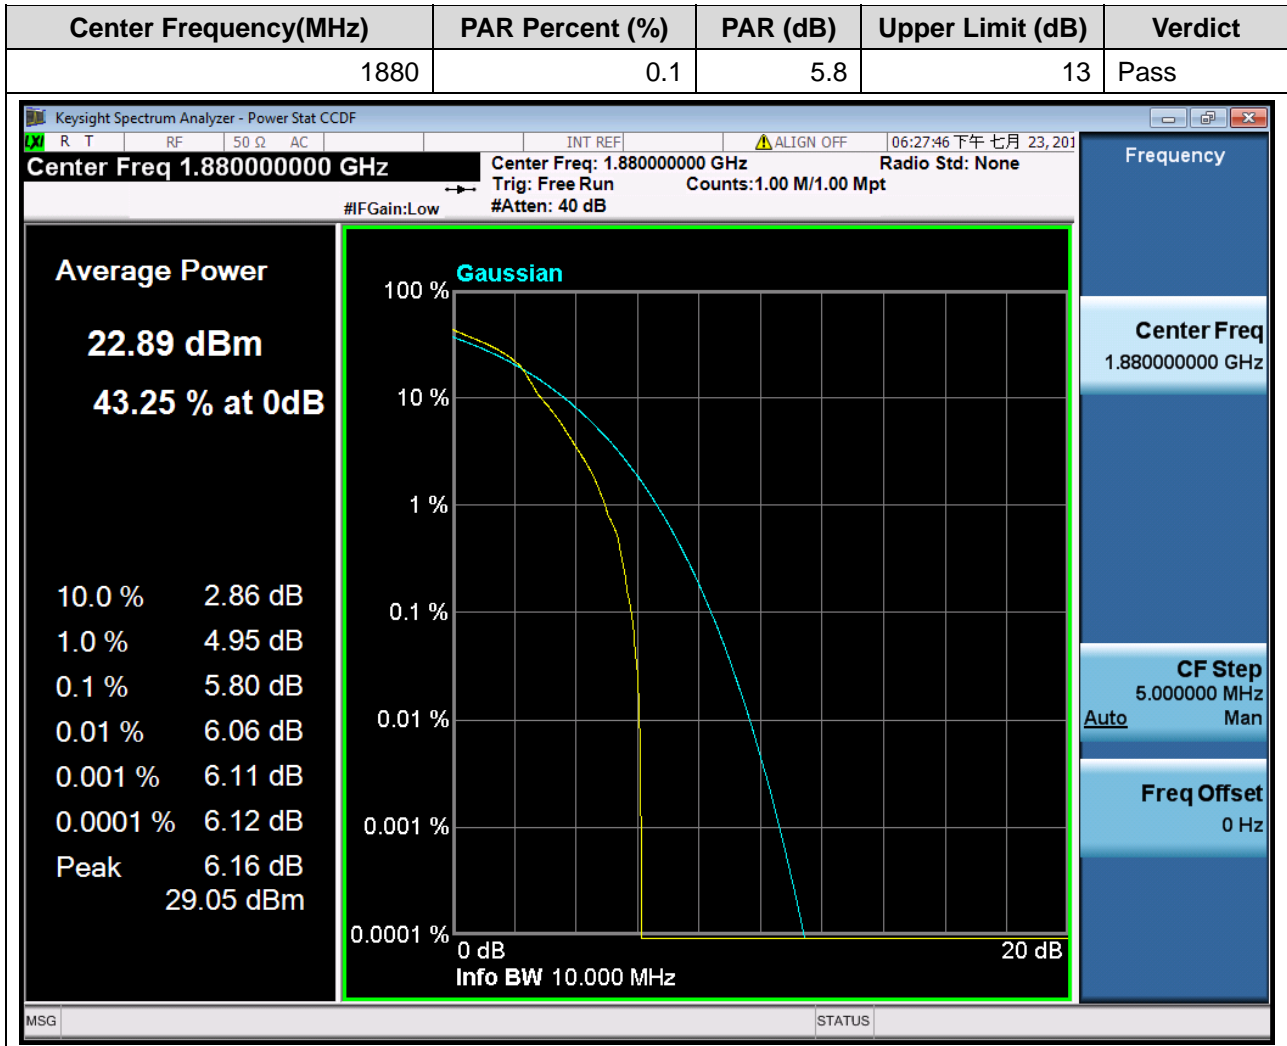 Center Frequency(MHz) PAR Percent (%) PAR (dB) Upper Limit (dB) Verdict
1880 0.1 5.8 13 Pass
Keysight Spectrum Analyzer - Power Stat CCDF
LXI R T RF 50 Ω AC INT REF ALIGN OFF 06:27:46 下午 七月 23, 201
Center Freq 1.880000000 GHz
Center Freq: 1.880000000 GHz Radio Std: None
Trig: Free Run Counts:1.00 M/1.00 Mpt
#IFGain:Low #Atten: 40 dB
Average Power
22.89 dBm
43.25 % at 0dB
10.0 % 2.86 dB
1.0 % 4.95 dB
0.1 % 5.80 dB
0.01 % 6.06 dB
0.001 % 6.11 dB
0.0001 % 6.12 dB
Peak 6.16 dB
29.05 dBm
Gaussian
100 %
10 %
1 %
0.1 %
0.01 %
0.001 %
0.0001 %
0 dB 20 dB
Info BW 10.000 MHz
Frequency
Center Freq
1.880000000 GHz
CF Step
5.000000 MHz
Auto Man
Freq Offset
0 Hz
MSG STATUS